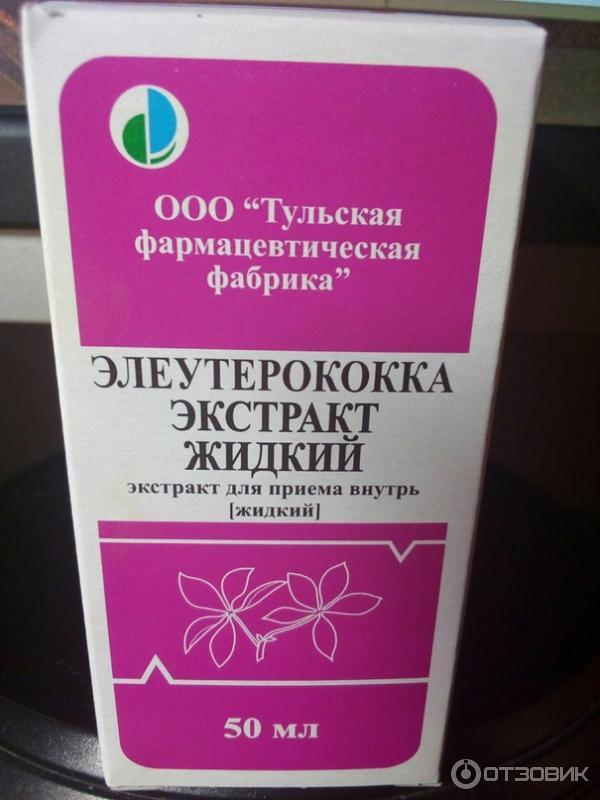 ООО “Тульская
фармацевтическая
фабрика”
ЭЛЕУТЕРОКОККА
ЭКСТРАКТ
ЖИДКИЙ
экстракт для приема внутрь
[жидкий]
50 мл
ОТЗОВИК